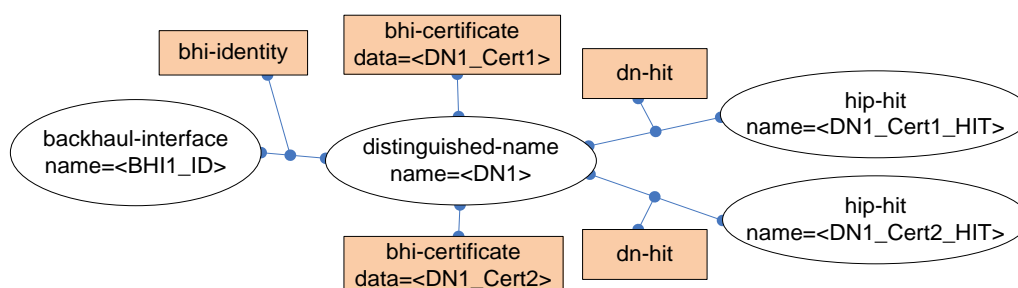 bhi-identity
bhi-certificate
data=<DN1_Cert1>
dn-hit
backhaul-interface
name=<BHI1_ID>
distinguished-name
name=<DN1>
hip-hit
name=<DN1_Cert1_HIT>
hip-hit
name=<DN1_Cert2_HIT>
bhi-certificate
data=<DN1_Cert2>
dn-hit